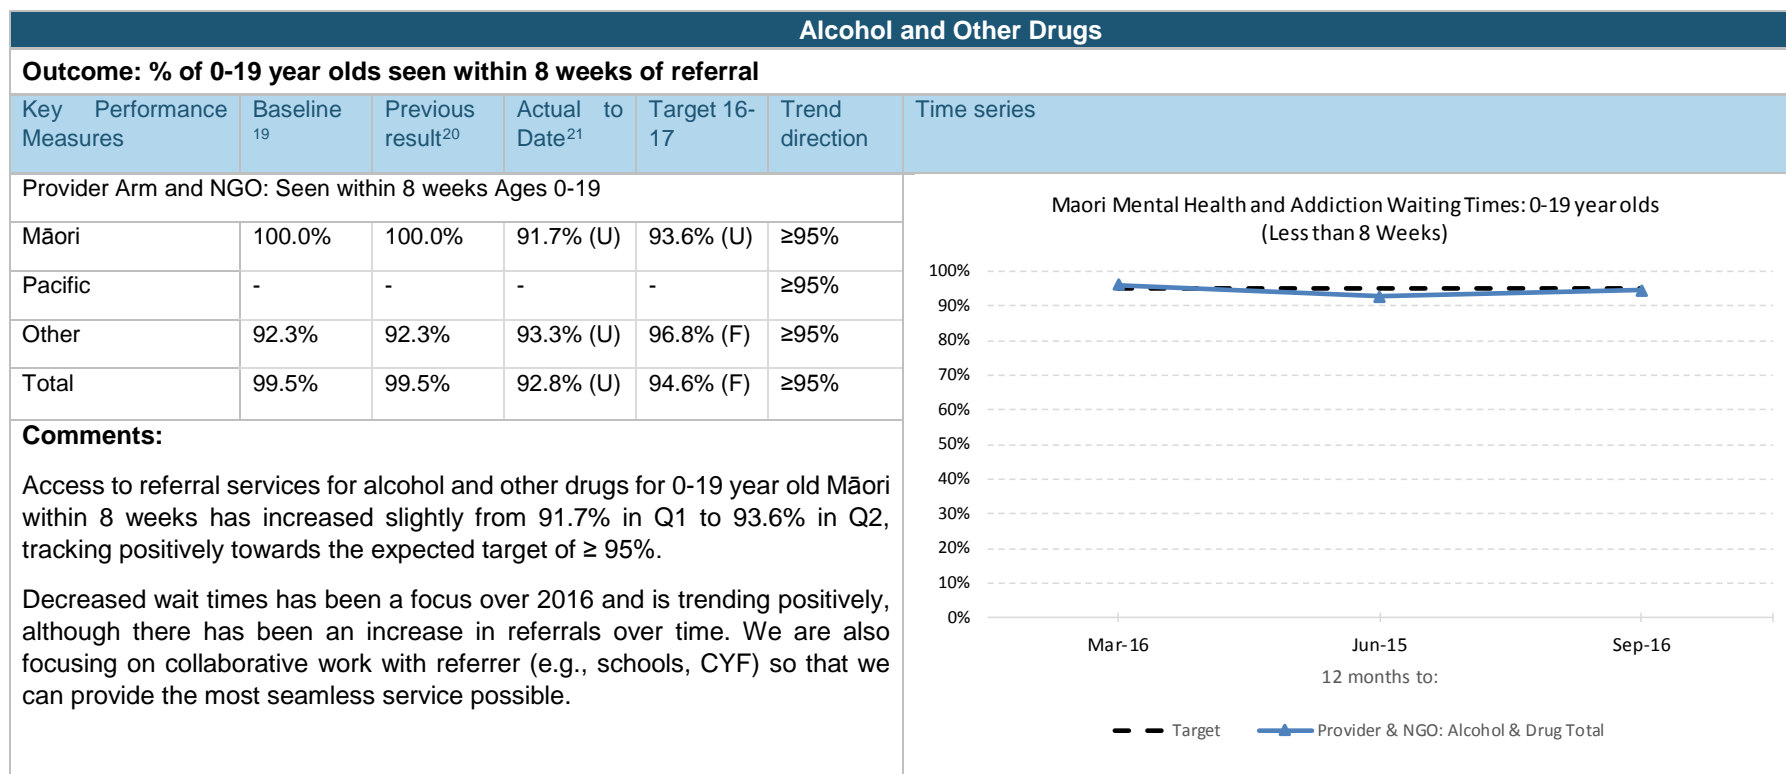 Alcohol and Other Drugs
Outcome: % of 0-19 year olds seen within 8 weeks of referral
Key Performance Measures
Baseline 19
Previous result20
Actual to Date21
Target 16-17
Trend direction
Time series
Provider Arm and NGO: Seen within 8 weeks Ages 0-19
Māori 100.0% 100.0% 91.7% (U) 93.6% (U) ≥95%
Pacific - - - - ≥95%
Other 92.3% 92.3% 93.3% (U) 96.8% (F) ≥95%
Total 99.5% 99.5% 92.8% (U) 94.6% (F) ≥95%
Comments:
Access to referral services for alcohol and other drugs for 0-19 year old Māori
within 8 weeks has increased slightly from 91.7% in Q1 to 93.6% in Q2,
tracking positively towards the expected target of ≥ 95%.
Decreased wait times has been a focus over 2016 and is trending positively,
although there has been an increase in referrals over time. We are also
focusing on collaborative work with referrer (e.g., schools, CYF) so that we
can provide the most seamless service possible.
Maori Mental Health and Addiction Waiting Times: 0-19 year olds
(Less than 8 Weeks)
100%
90%
80%
70%
60%
50%
40%
30%
20%
10%
0%
Mar-16 Jun-15 Sep-16
12 months to:
Target Provider & NGO: Alcohol & Drug Total